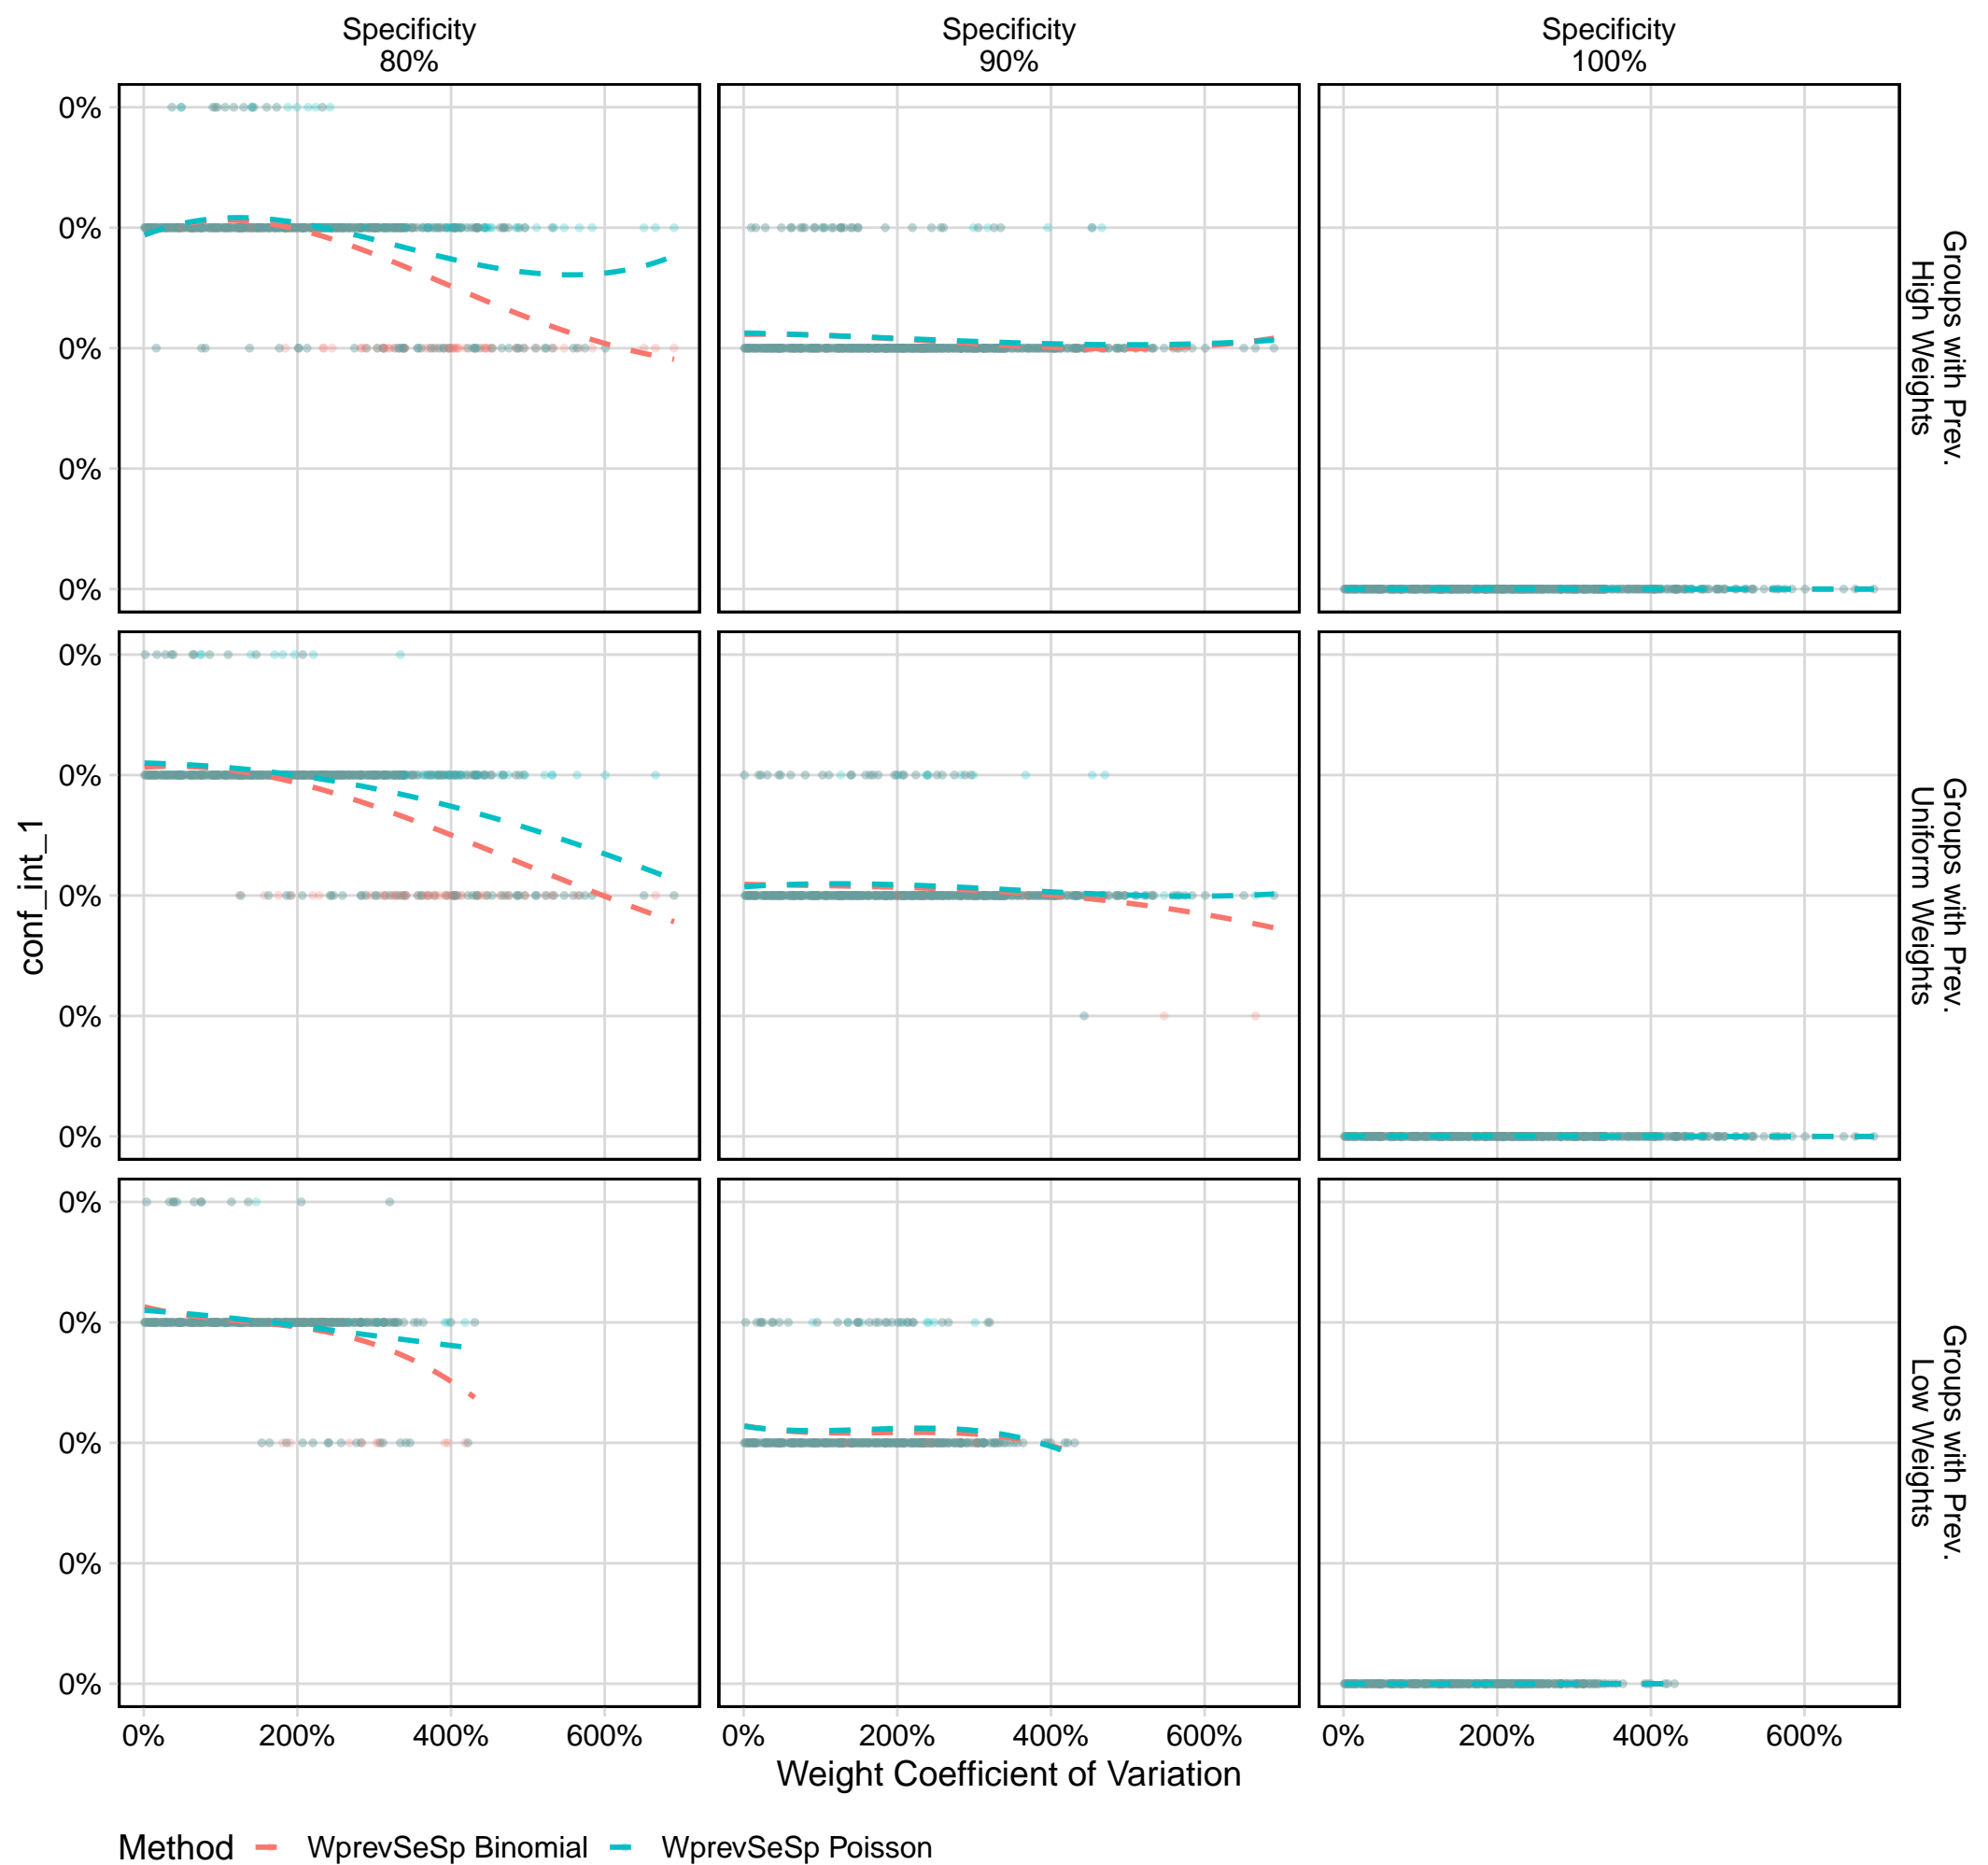 Specificity
80%
Specificity
90%
Specificity
100%
0%
0%
0%
0%
0%
Groups with Prev.
High Weights
0%
0%
0%
0%
0%
Groups with Prev.
Uniform Weights
conf_int_1
0%
0%
0%
0%
0%
Groups with Prev.
Low Weights
0% 200% 400% 600%
0% 200% 400% 600%
0% 200% 400% 600%
Weight Coefficient of Variation
Method WprevSeSp Binomial WprevSeSp Poisson